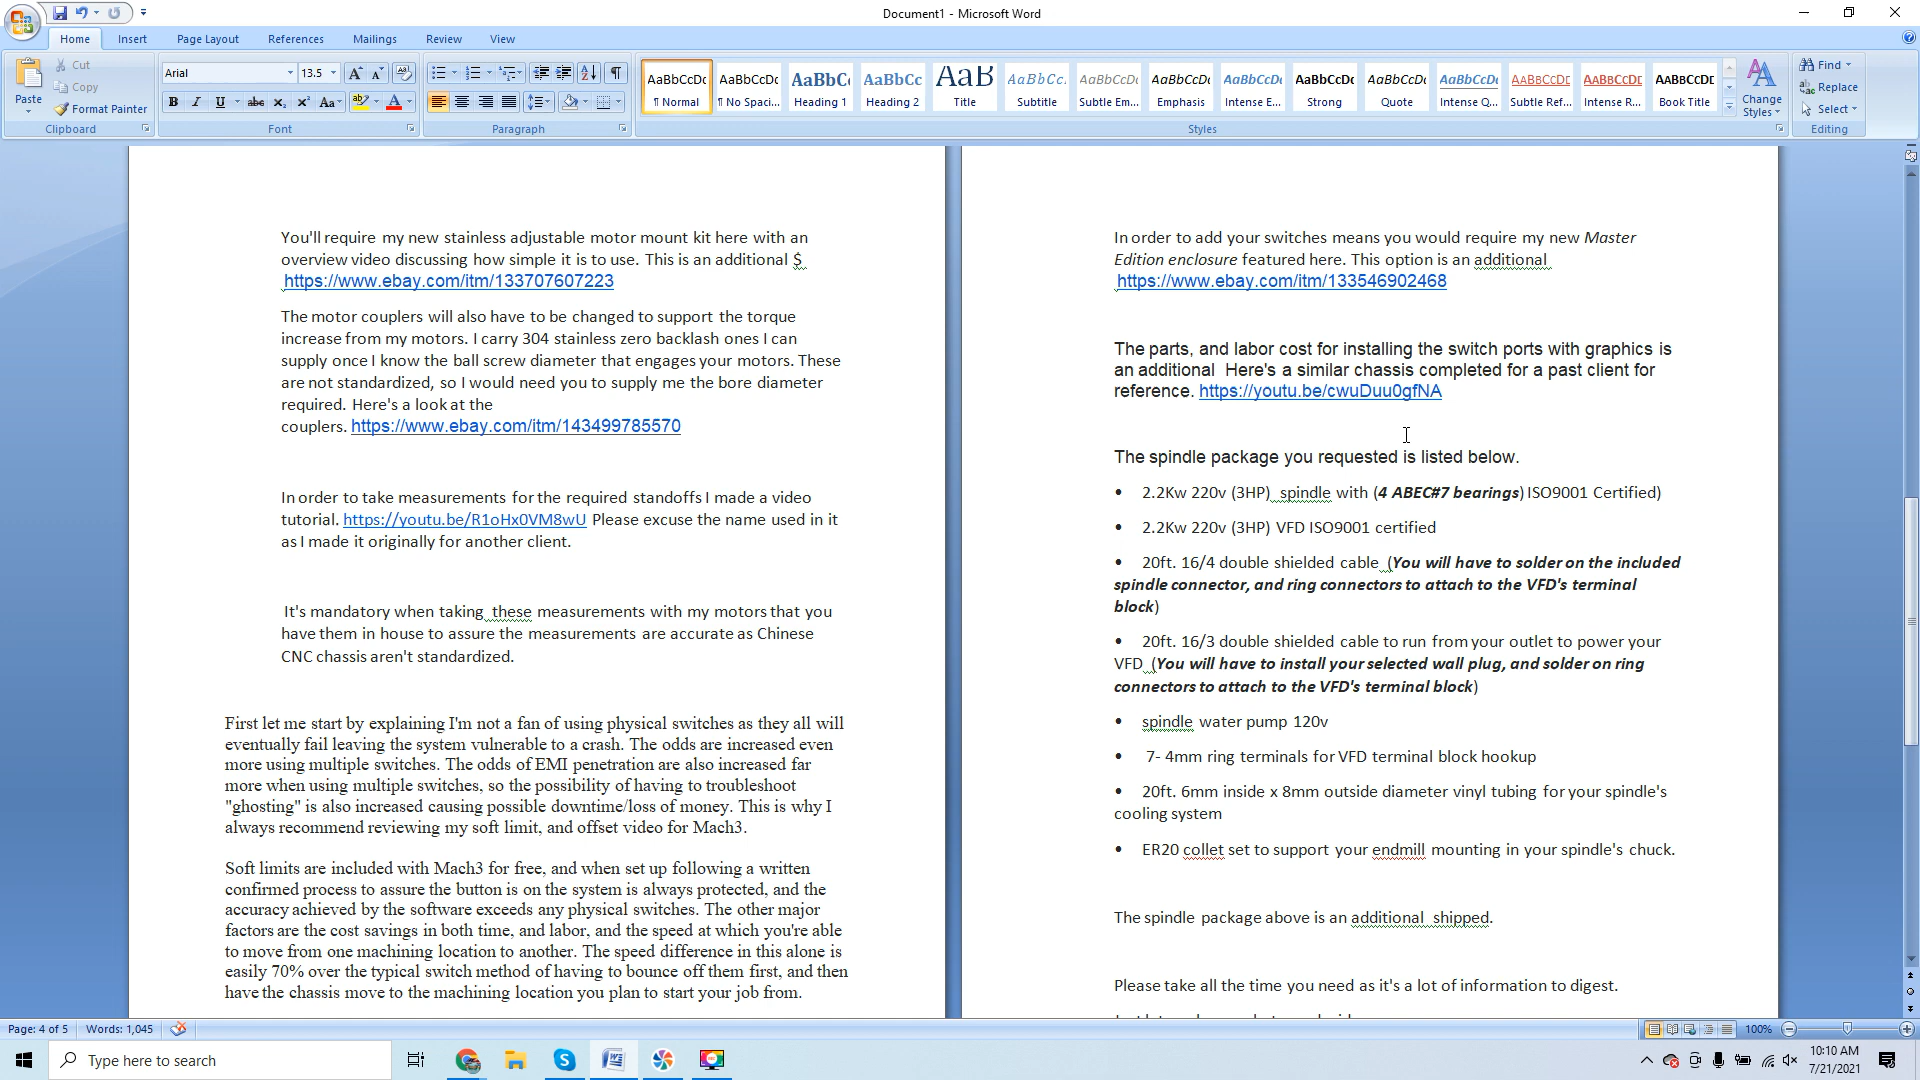 Document1 - Microsoft Word
Home Insert Page Layout References Mailings Review View
Cut
Copy
Format Painter
Paste
Clipboard
Arial 13.5
Font
Paragraph
AaBbCcDc AaBbCcDc AaBbC AaBbCc AaB AaBbCc. AaBbCcDc AaBbCcDc AaBbCcDc AaBbCcDc AaBbCcDc AaBbCcDc AABBCCDD AABBCCDD AABBCCDD
¶ Normal ¶ No Spaci... Heading 1 Heading 2 Title Subtitle Subtle Em... Emphasis Intense E... Strong Quote Intense Q... Subtle Ref... Intense R... Book Title
Styles
Change
Styles
Find
Replace
Select
Editing
You'll require my new stainless adjustable motor mount kit here with an
overview video discussing how simple it is to use. This is an additional $
https://www.ebay.com/itm/133707607223
The motor couplers will also have to be changed to support the torque
increase from my motors. I carry 304 stainless zero backlash ones I can
supply once I know the ball screw diameter that engages your motors. These
are not standardized, so I would need you to supply me the bore diameter
required. Here's a look at the
couplers. https://www.ebay.com/itm/143499785570
In order to take measurements for the required standoffs I made a video
tutorial. https://youtu.be/R1oHx0VM8wU Please excuse the name used in it
as I made it originally for another client.
It's mandatory when taking these measurements with my motors that you
have them in house to assure the measurements are accurate as Chinese
CNC chassis aren't standardized.
First let me start by explaining I'm not a fan of using physical switches as they all will
eventually fail leaving the system vulnerable to a crash. The odds are increased even
more using multiple switches. The odds of EMI penetration are also increased far
more when using multiple switches, so the possibility of having to troubleshoot
"ghosting" is also increased causing possible downtime/loss of money. This is why I
always recommend reviewing my soft limit, and offset video for Mach3.
Soft limits are included with Mach3 for free, and when set up following a written
confirmed process to assure the button is on the system is always protected, and the
accuracy achieved by the software exceeds any physical switches. The other major
factors are the cost savings in both time, and labor, and the speed at which you're able
to move from one machining location to another. The speed difference in this alone is
easily 70% over the typical switch method of having to bounce off them first, and then
have the chassis move to the machining location you plan to start your job from.
In order to add your switches means you would require my new Master
Edition enclosure featured here. This option is an additional
https://www.ebay.com/itm/133546902468
The parts, and labor cost for installing the switch ports with graphics is
an additional Here's a similar chassis completed for a past client for
reference. https://youtu.be/cwuDuu0gfNA
The spindle package you requested is listed below.
• 2.2Kw 220v (3HP) spindle with (4 ABEC#7 bearings) ISO9001 Certified)
• 2.2Kw 220v (3HP) VFD ISO9001 certified
• 20ft. 16/4 double shielded cable (You will have to solder on the included
spindle connector, and ring connectors to attach to the VFD's terminal
block)
• 20ft. 16/3 double shielded cable to run from your outlet to power your
VFD (You will have to install your selected wall plug, and solder on ring
connectors to attach to the VFD's terminal block)
• spindle water pump 120v
• 7- 4mm ring terminals for VFD terminal block hookup
• 20ft. 6mm inside x 8mm outside diameter vinyl tubing for your spindle's
cooling system
• ER20 collet set to support your endmill mounting in your spindle's chuck.
The spindle package above is an additional shipped.
Please take all the time you need as it's a lot of information to digest.
Page: 4 of 5 Words: 1,045
100%
Type here to search
10:10 AM
7/21/2021